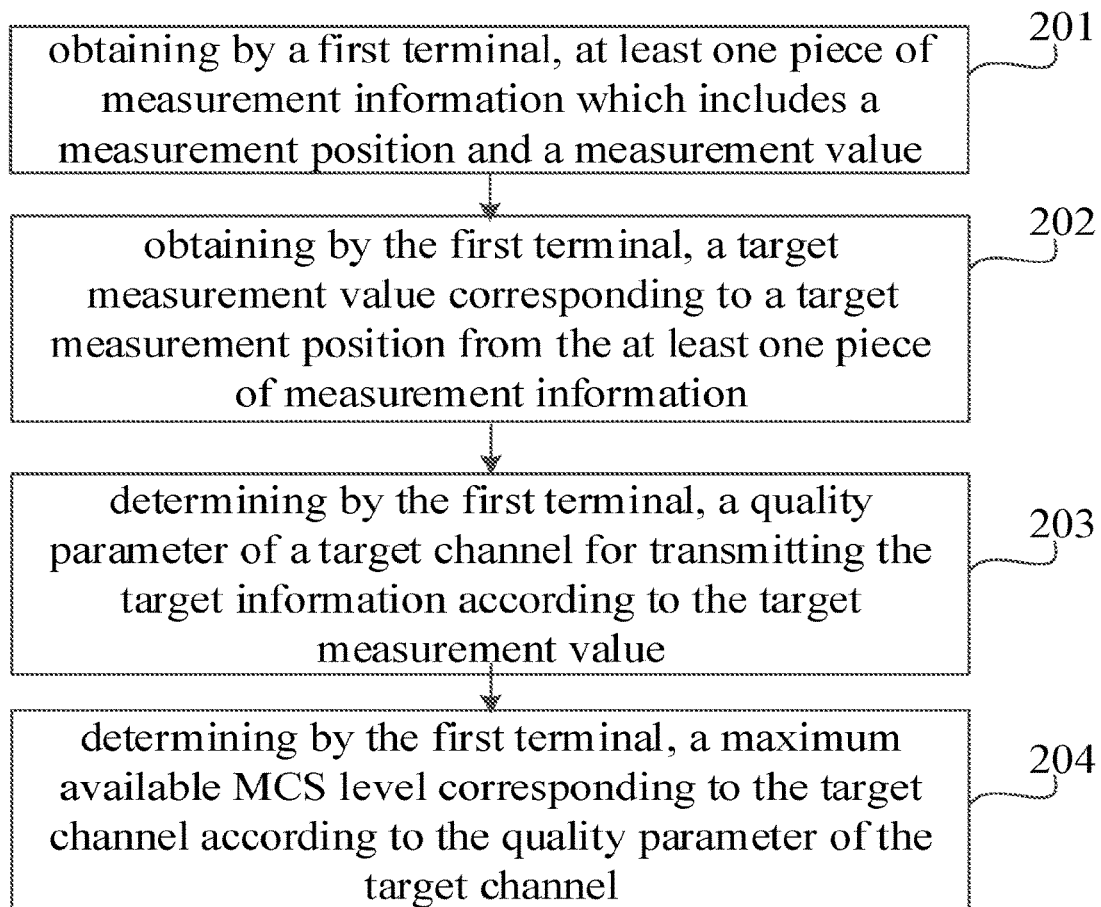 201
obtaining by a first terminal, at least one piece of
measurement information which includes a
measurement position and a measurement value
202
obtaining by the first terminal, a target
measurement value corresponding to a target
measurement position from the at least one piece
of measurement information
203
determining by the first terminal, a quality
parameter of a target channel for transmitting the
target information according to the target
measurement value
204
determining by the first terminal, a maximum
available MCS level corresponding to the target
channel according to the quality parameter of the
target channel